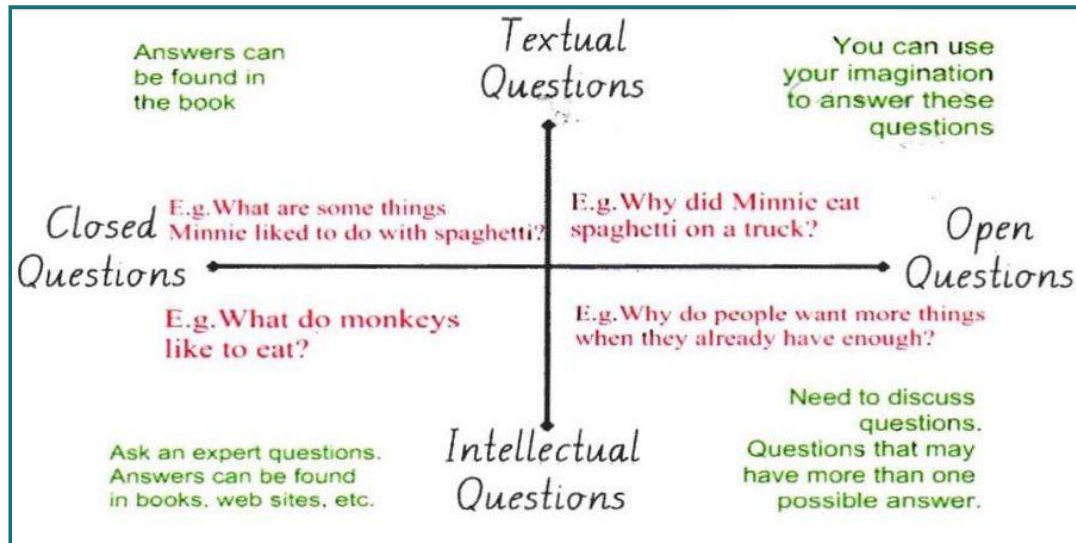 Textual
Questions
Answers can
be found in
the book
You can use
your imagination
to answer these
questions
Closed
Questions
E.g.What are some things
Minnie liked to do with spaghetti?
E.g.Why did Minnie eat
spaghetti on a truck?
Open
Questions
E.g.What do monkeys
like to eat?
E.g.Why do people want more things
when they already have enough?
Ask an expert questions.
Answers can be found
in books, web sites, etc.
Intellectual
Questions
Need to discuss
questions.
Questions that may
have more than one
possible answer.